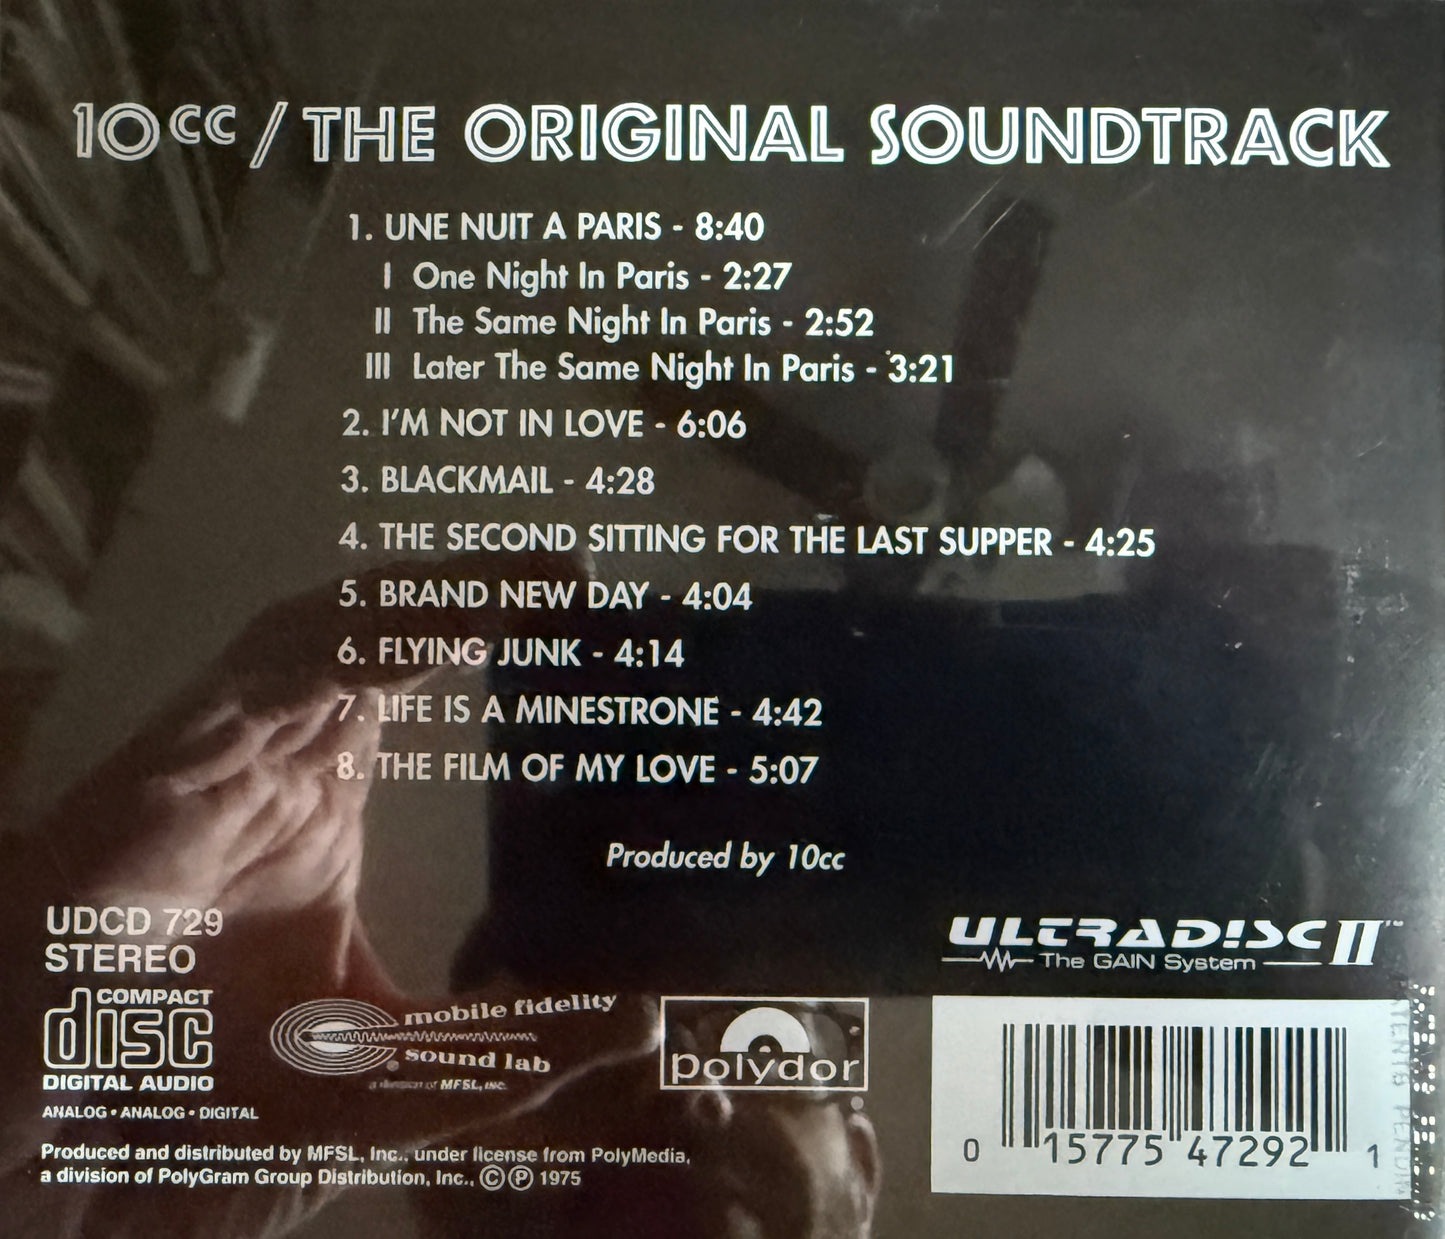 10cc / THE ORIGINAL SOUNDTRACK
1. UNE NUIT A PARIS - 8:40
I One Night In Paris - 2:27
II The Same Night In Paris - 2:52
III Later The Same Night In Paris - 3:21
2. I'M NOT IN LOVE - 6:06
3. BLACKMAIL - 4:28
4. THE SECOND SITTING FOR THE LAST SUPPER - 4:25
5. BRAND NEW DAY - 4:04
6. FLYING JUNK - 4:14
7. LIFE IS A MINESTRONE - 4:42
8. THE FILM OF MY LOVE - 5:07
Produced by 10cc
UDCD 729
STEREO
COMPACT
disc
DIGITAL AUDIO
ANALOG • ANALOG • DIGITAL
mobile fidelity
sound lab
a division of MFSL, INC.
polydor
ULTRADISC II™
The GAIN System
Produced and distributed by MFSL, Inc., under license from PolyMedia,
a division of PolyGram Group Distribution, Inc., © ℗ 1975
0 15775 47292 1